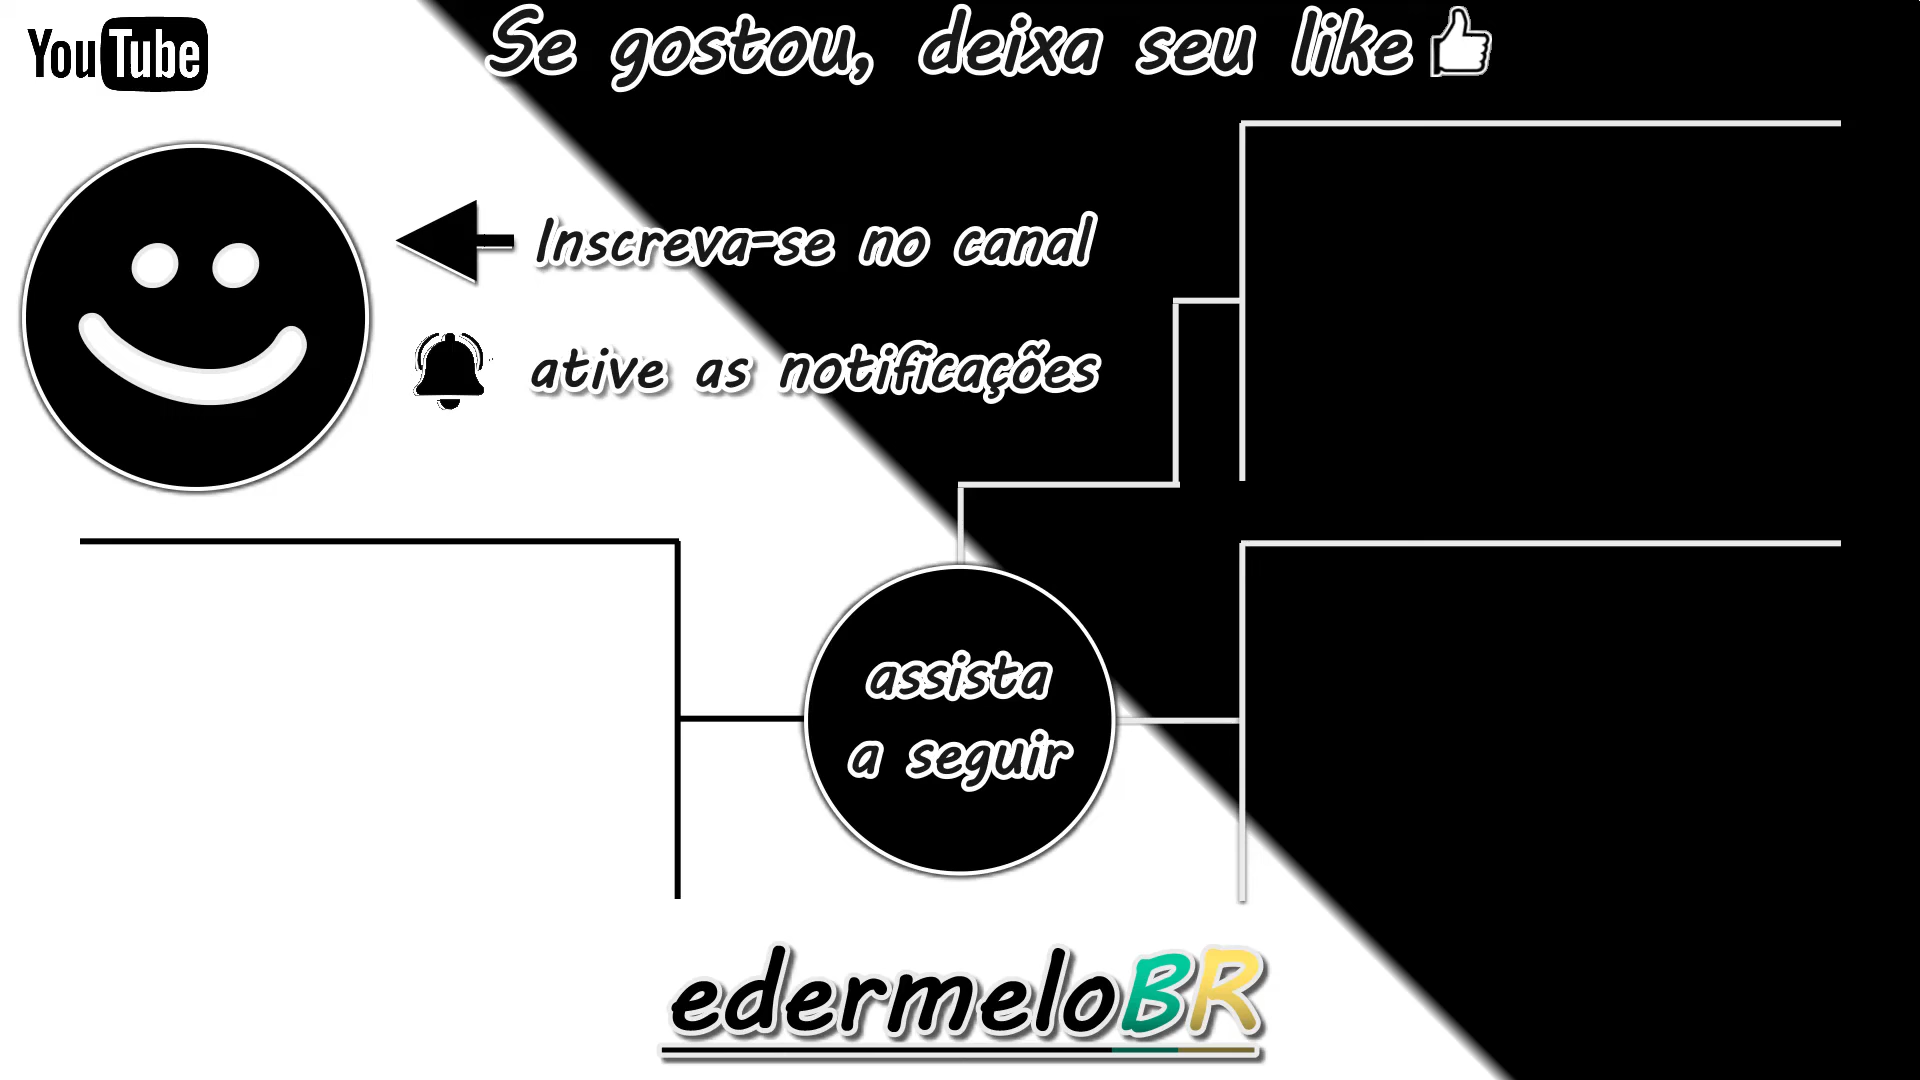 YouTube
Se gostou, deixa seu like
Inscreva-se no canal
ative as notificações
assista
a seguir
edermeloBR